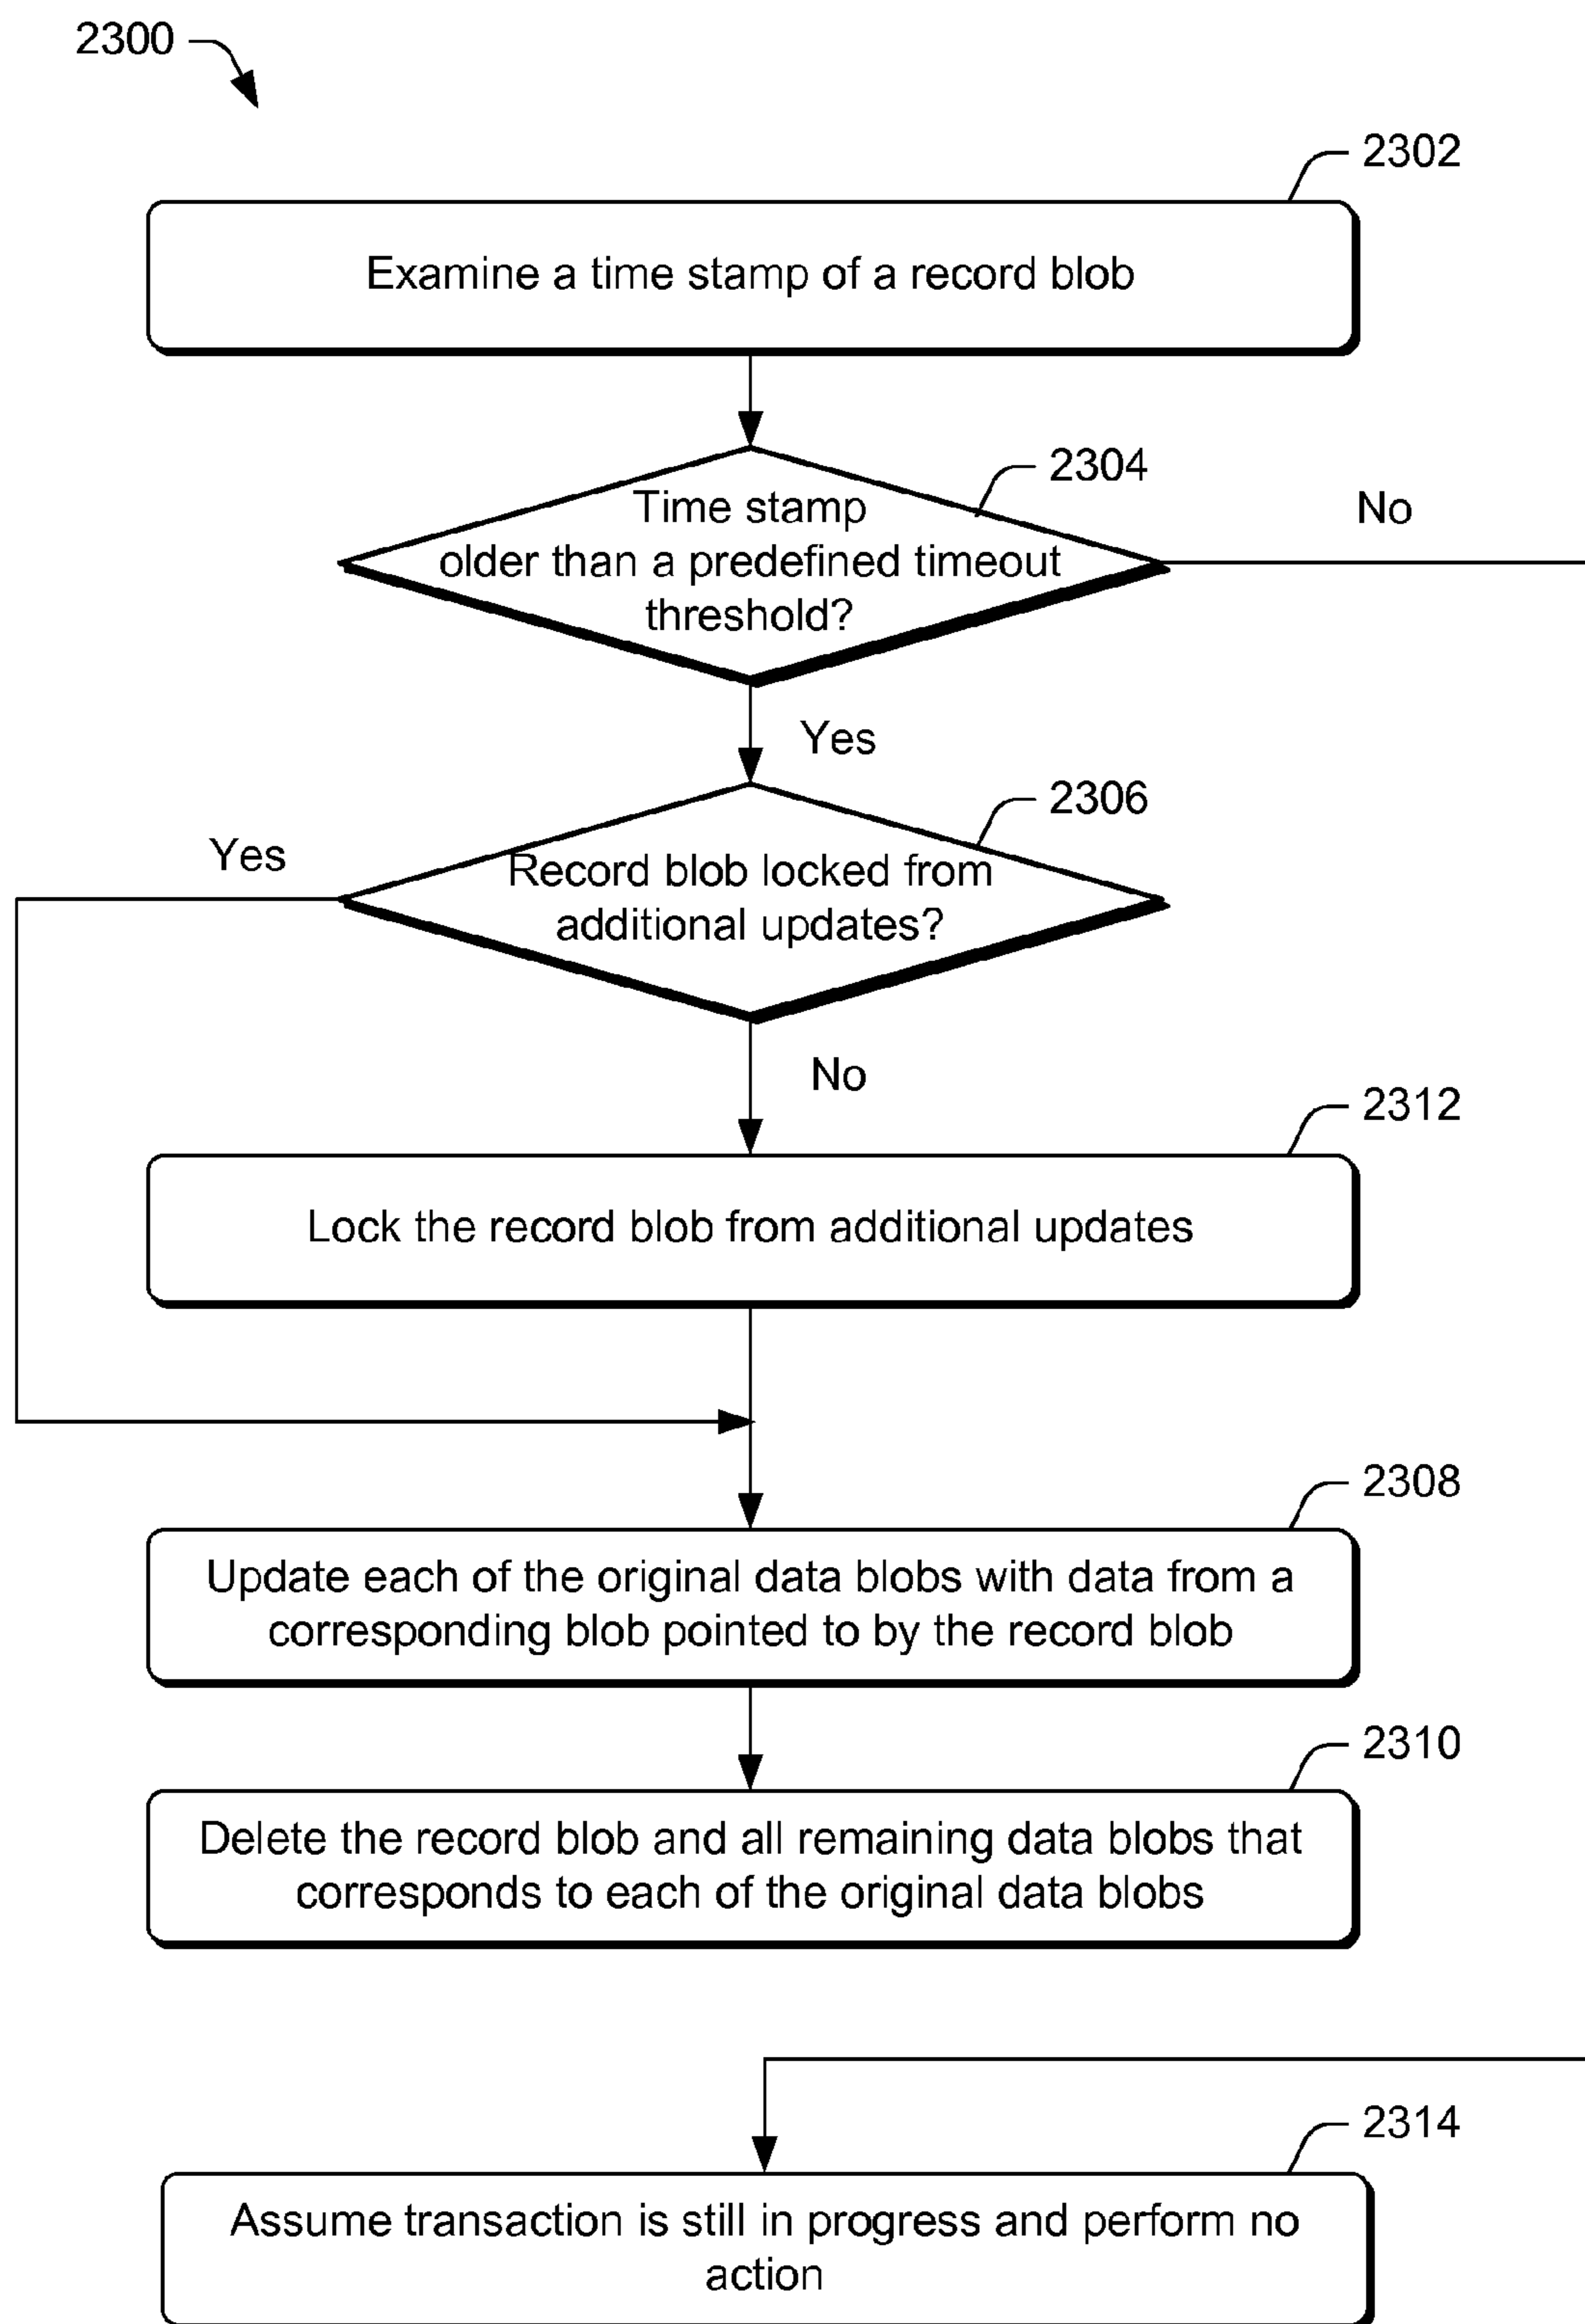 2300
2302
Examine a time stamp of a record blob
2304
Time stamp
older than a predefined timeout
threshold?
No
Yes
2306
Yes
Record blob locked from
additional updates?
No
2312
Lock the record blob from additional updates
2308
Update each of the original data blobs with data from a
corresponding blob pointed to by the record blob
2310
Delete the record blob and all remaining data blobs that
corresponds to each of the original data blobs
2314
Assume transaction is still in progress and perform no
action